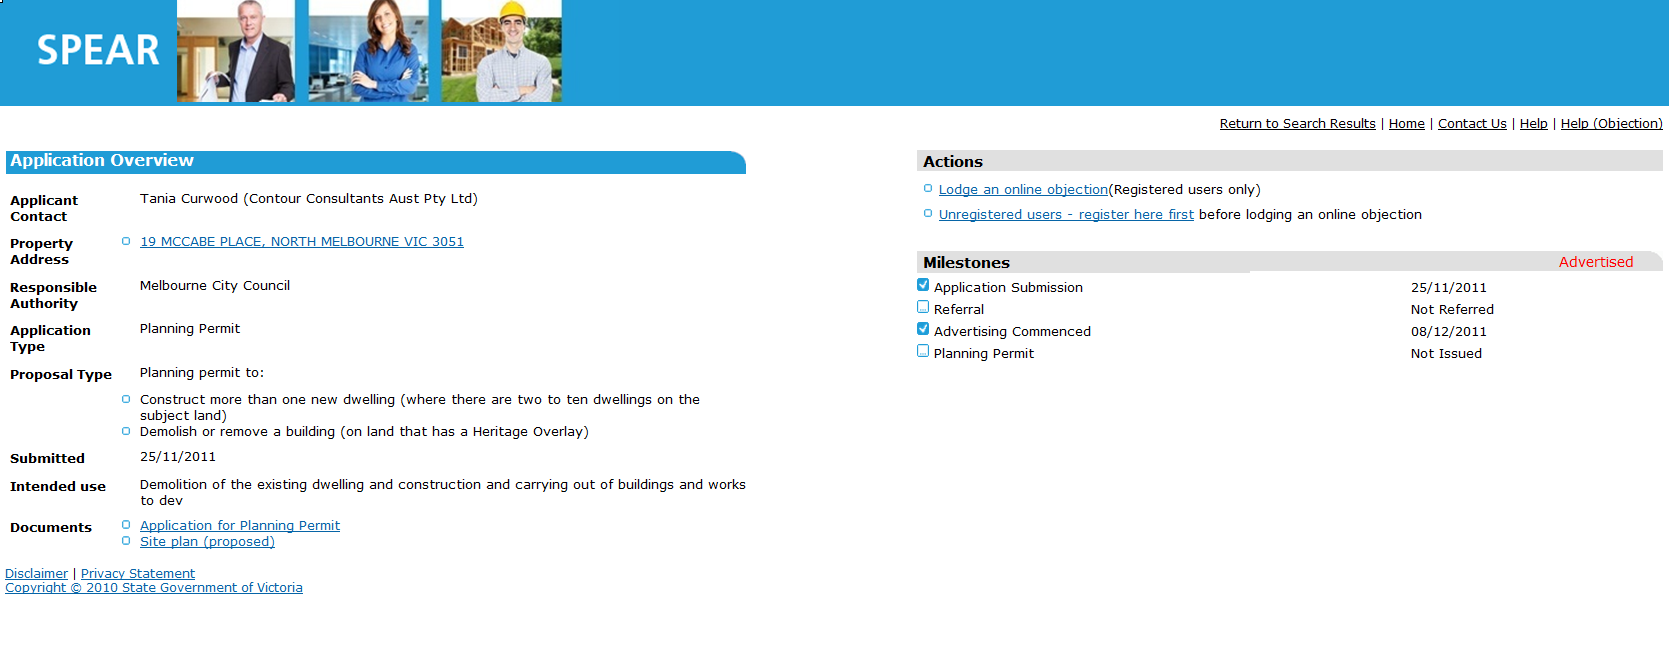 SPEAR
Return to Search Results | Home | Contact Us | Help | Help (Objection)
Application Overview
Applicant Contact
Tania Curwood (Contour Consultants Aust Pty Ltd)
Property Address
19 MCCABE PLACE, NORTH MELBOURNE VIC 3051
Responsible Authority
Melbourne City Council
Application Type
Planning Permit
Proposal Type
Planning permit to:
Construct more than one new dwelling (where there are two to ten dwellings on the
subject land)
Demolish or remove a building (on land that has a Heritage Overlay)
Submitted
25/11/2011
Intended use
Demolition of the existing dwelling and construction and carrying out of buildings and works
to dev
Documents
Application for Planning Permit
Site plan (proposed)
Disclaimer | Privacy Statement
Copyright © 2010 State Government of Victoria
Actions
Lodge an online objection(Registered users only)
Unregistered users - register here first before lodging an online objection
Milestones Advertised
Application Submission 25/11/2011
Referral Not Referred
Advertising Commenced 08/12/2011
Planning Permit Not Issued